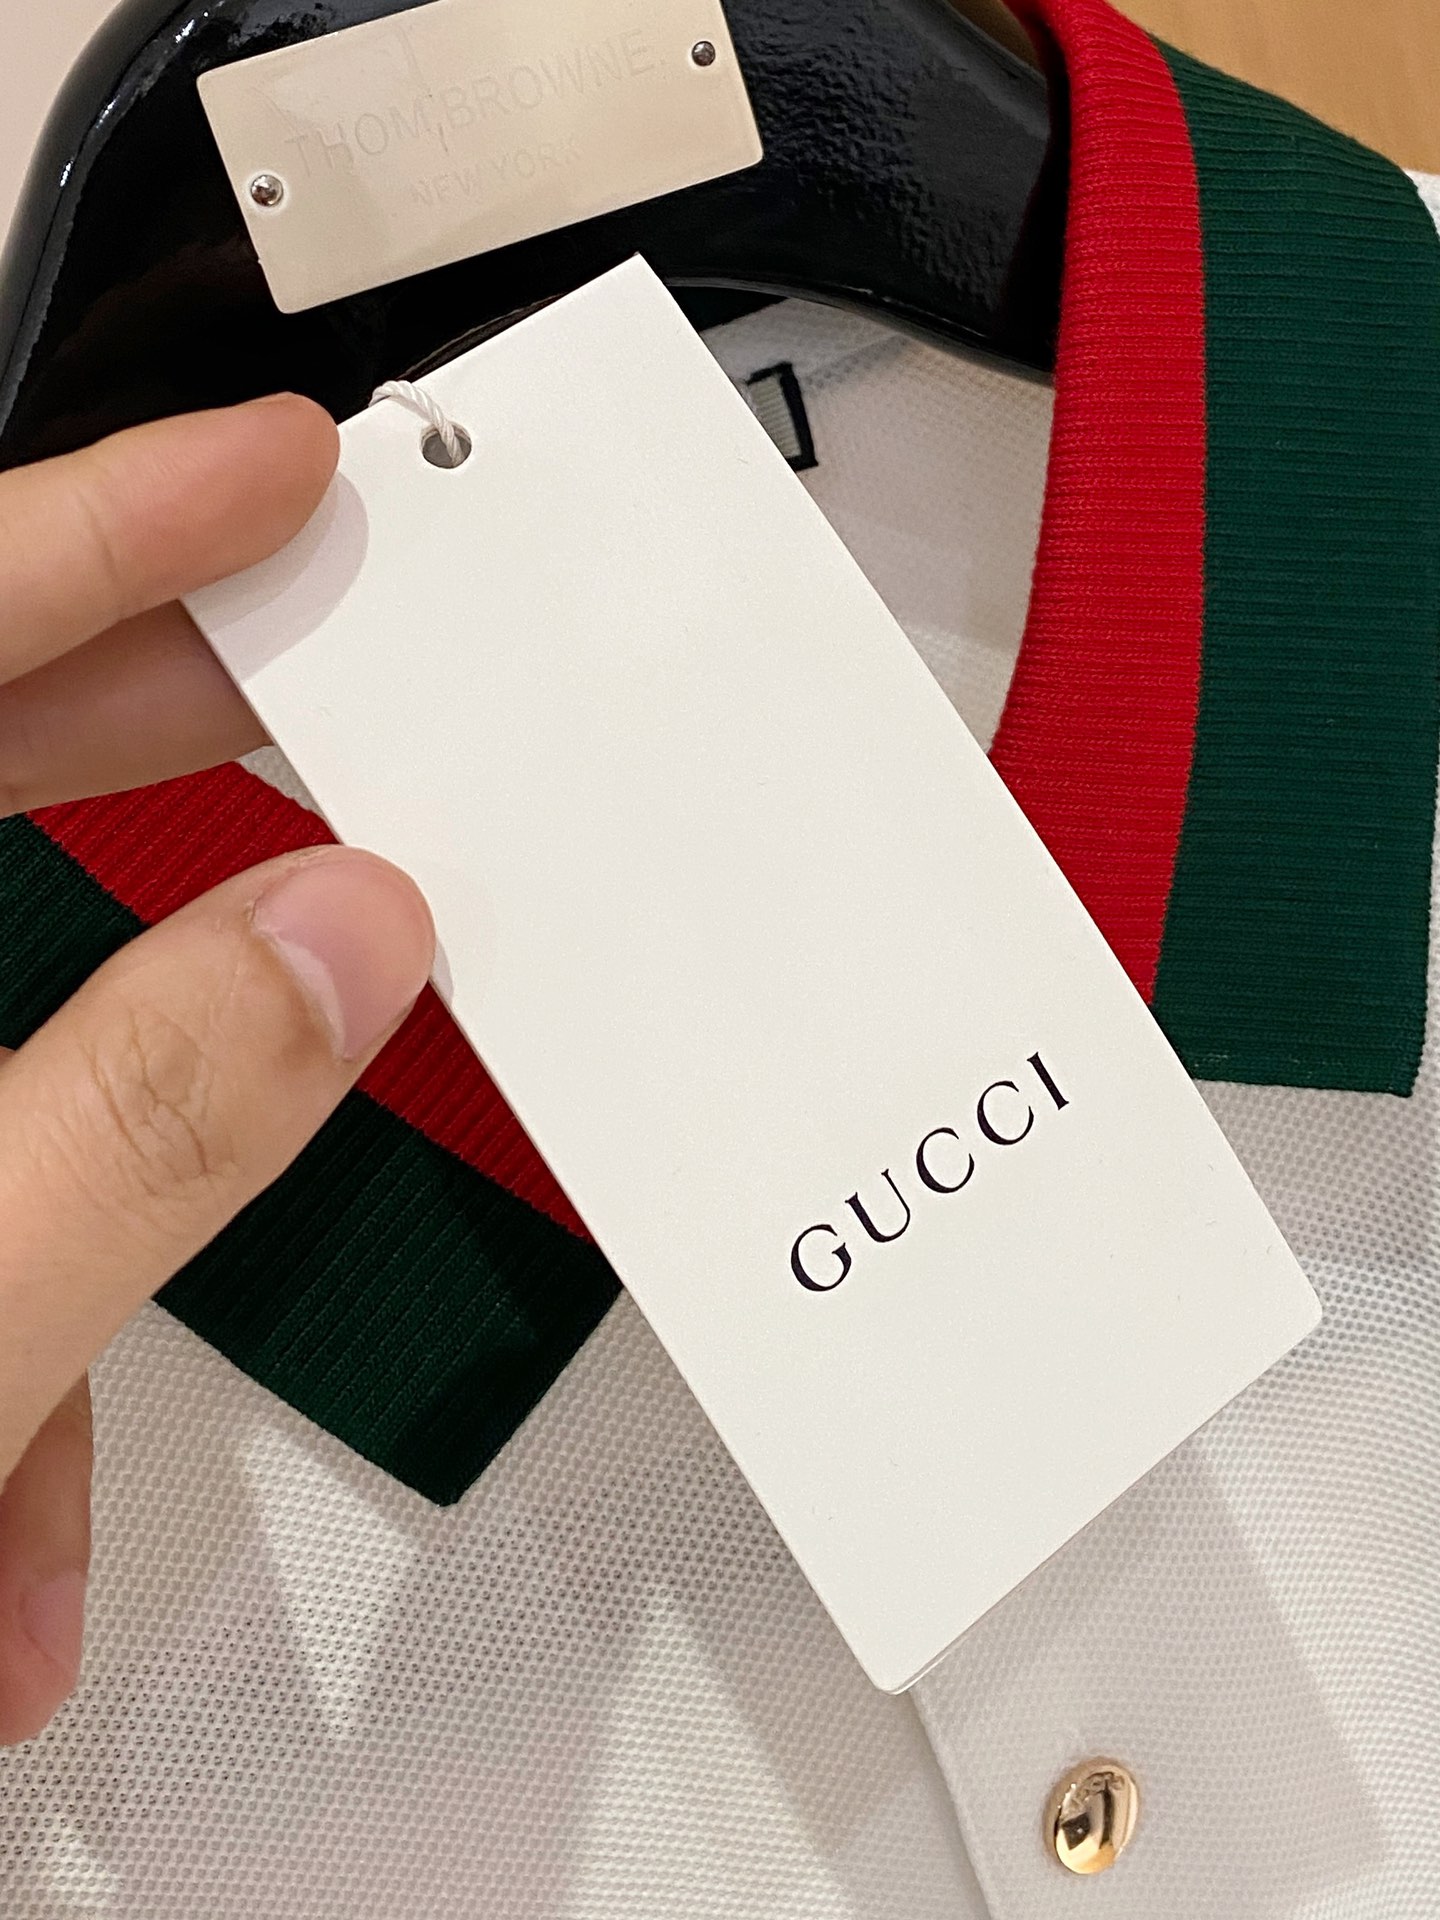 THOM BROWNE.
NEW YORK
GUCCI